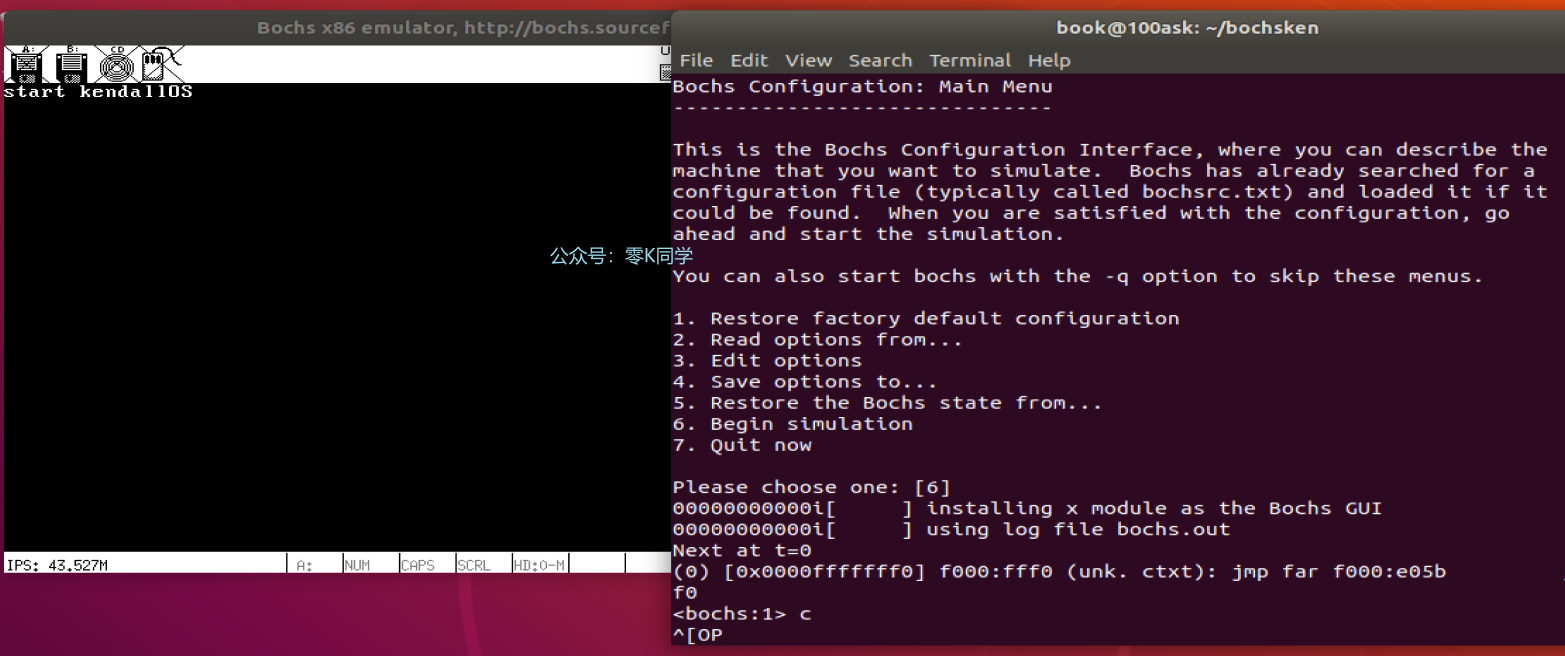 Bochs x86 emulator, http://bochs.sourcef
A:
B:
CD
start kendallOS
IPS: 43.527M
A:
NUM
CAPS
SCRL
HD:0-M
公众号：零K同学
book@100ask: ~/bochsken
File Edit View Search Terminal Help
Bochs Configuration: Main Menu
------------------------------
This is the Bochs Configuration Interface, where you can describe the
machine that you want to simulate.  Bochs has already searched for a
configuration file (typically called bochsrc.txt) and loaded it if it
could be found.  When you are satisfied with the configuration, go
ahead and start the simulation.
You can also start bochs with the -q option to skip these menus.
1. Restore factory default configuration
2. Read options from...
3. Edit options
4. Save options to...
5. Restore the Bochs state from...
6. Begin simulation
7. Quit now
Please choose one: [6]
00000000000i[      ] installing x module as the Bochs GUI
00000000000i[      ] using log file bochs.out
Next at t=0
(0) [0x0000fffffff0] f000:fff0 (unk. ctxt): jmp far f000:e05b
f0
<bochs:1> c
^[OP